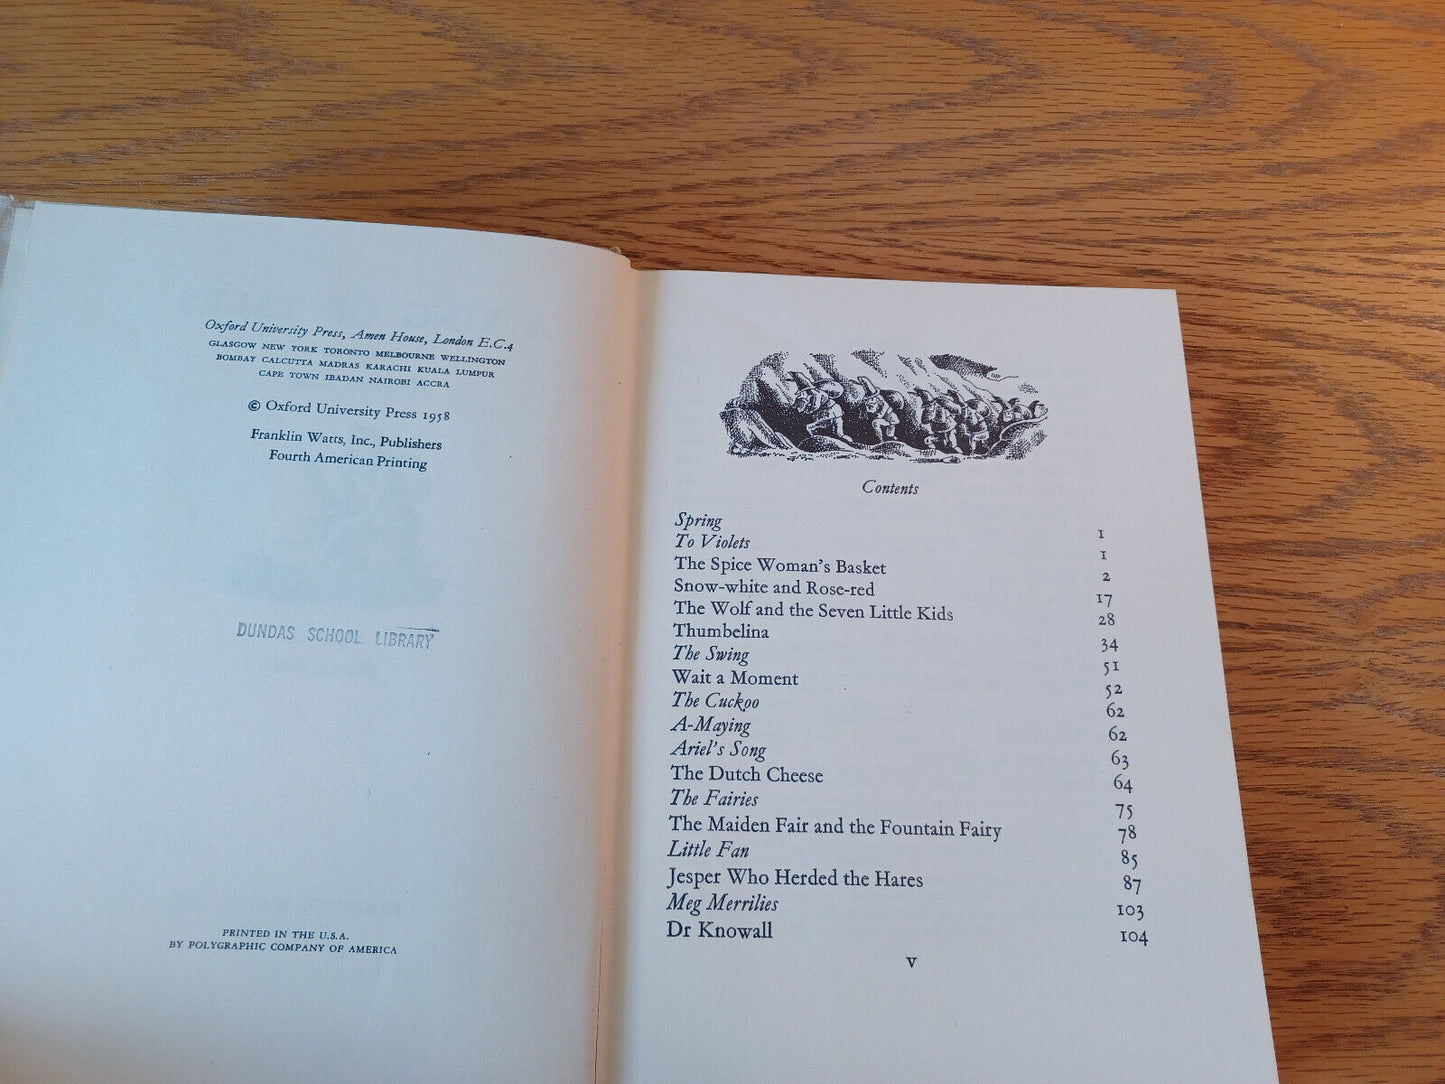 Oxford University Press, Amen House, London E.C.4
GLASGOW NEW YORK TORONTO MELBOURNE WELLINGTON
BOMBAY CALCUTTA MADRAS KARACHI KUALA LUMPUR
CAPE TOWN IBADAN NAIROBI ACCRA
© Oxford University Press 1958
Franklin Watts, Inc., Publishers
Fourth American Printing
DUNDAS SCHOOL LIBRARY
PRINTED IN THE U.S.A.
BY POLYGRAPHIC COMPANY OF AMERICA
Contents
Spring 1
To Violets 1
The Spice Woman's Basket 2
Snow-white and Rose-red 17
The Wolf and the Seven Little Kids 28
Thumbelina 34
The Swing 51
Wait a Moment 52
The Cuckoo 62
A-Maying 62
Ariel's Song 63
The Dutch Cheese 64
The Fairies 75
The Maiden Fair and the Fountain Fairy 78
Little Fan 85
Jesper Who Herded the Hares 87
Meg Merrilies 103
Dr Knowall 104
v